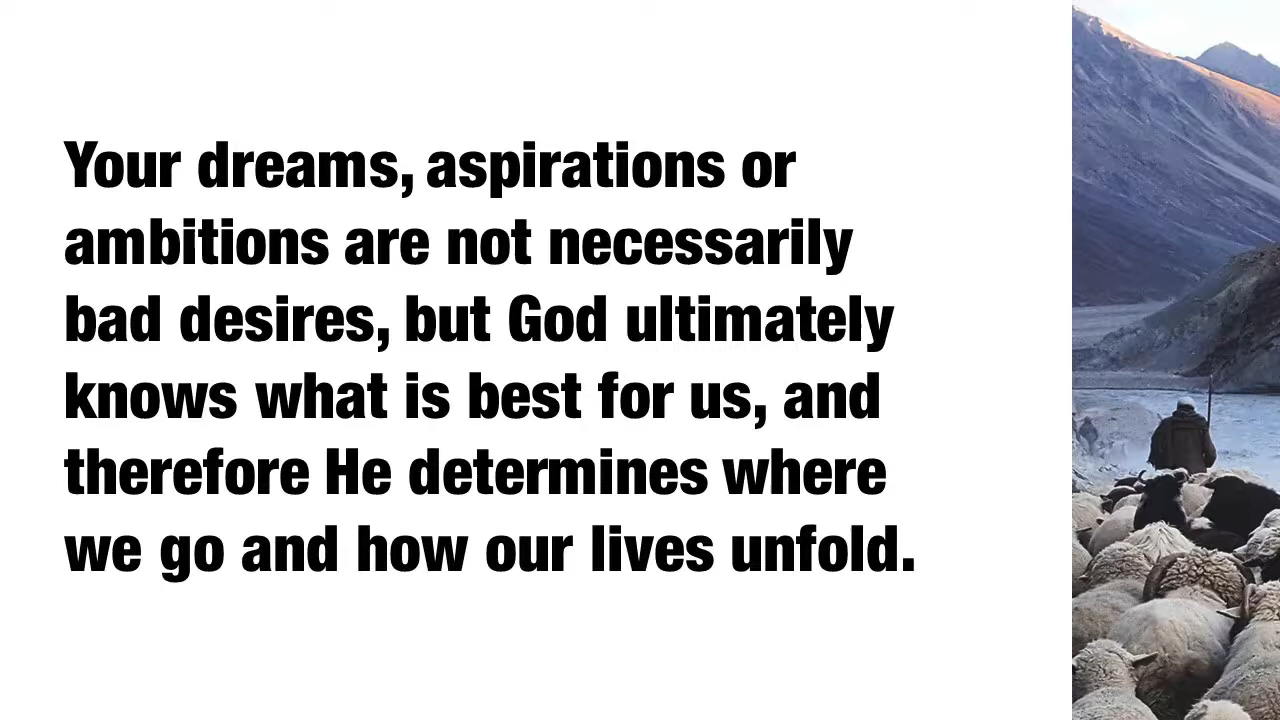 Your dreams, aspirations or
ambitions are not necessarily
bad desires, but God ultimately
knows what is best for us, and
therefore He determines where
we go and how our lives unfold.